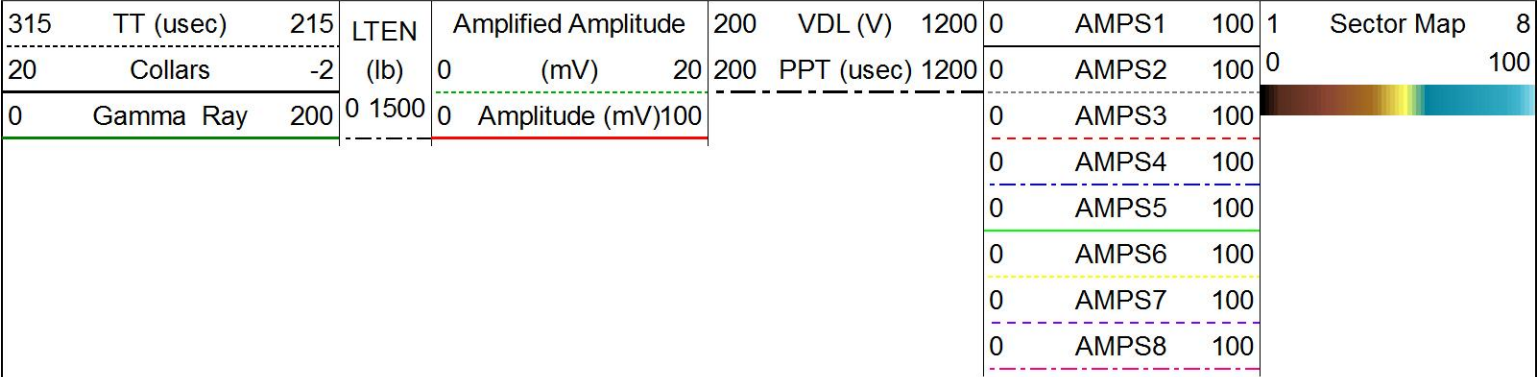 315 TT (usec) 215
20 Collars -2
0 Gamma Ray 200
LTEN
(lb)
0 1500
Amplified Amplitude
0 (mV) 20
0 Amplitude (mV)100
200 VDL (V) 1200
200 PPT (usec) 1200
0 AMPS1 100
0 AMPS2 100
0 AMPS3 100
0 AMPS4 100
0 AMPS5 100
0 AMPS6 100
0 AMPS7 100
0 AMPS8 100
1 Sector Map 8
0 100